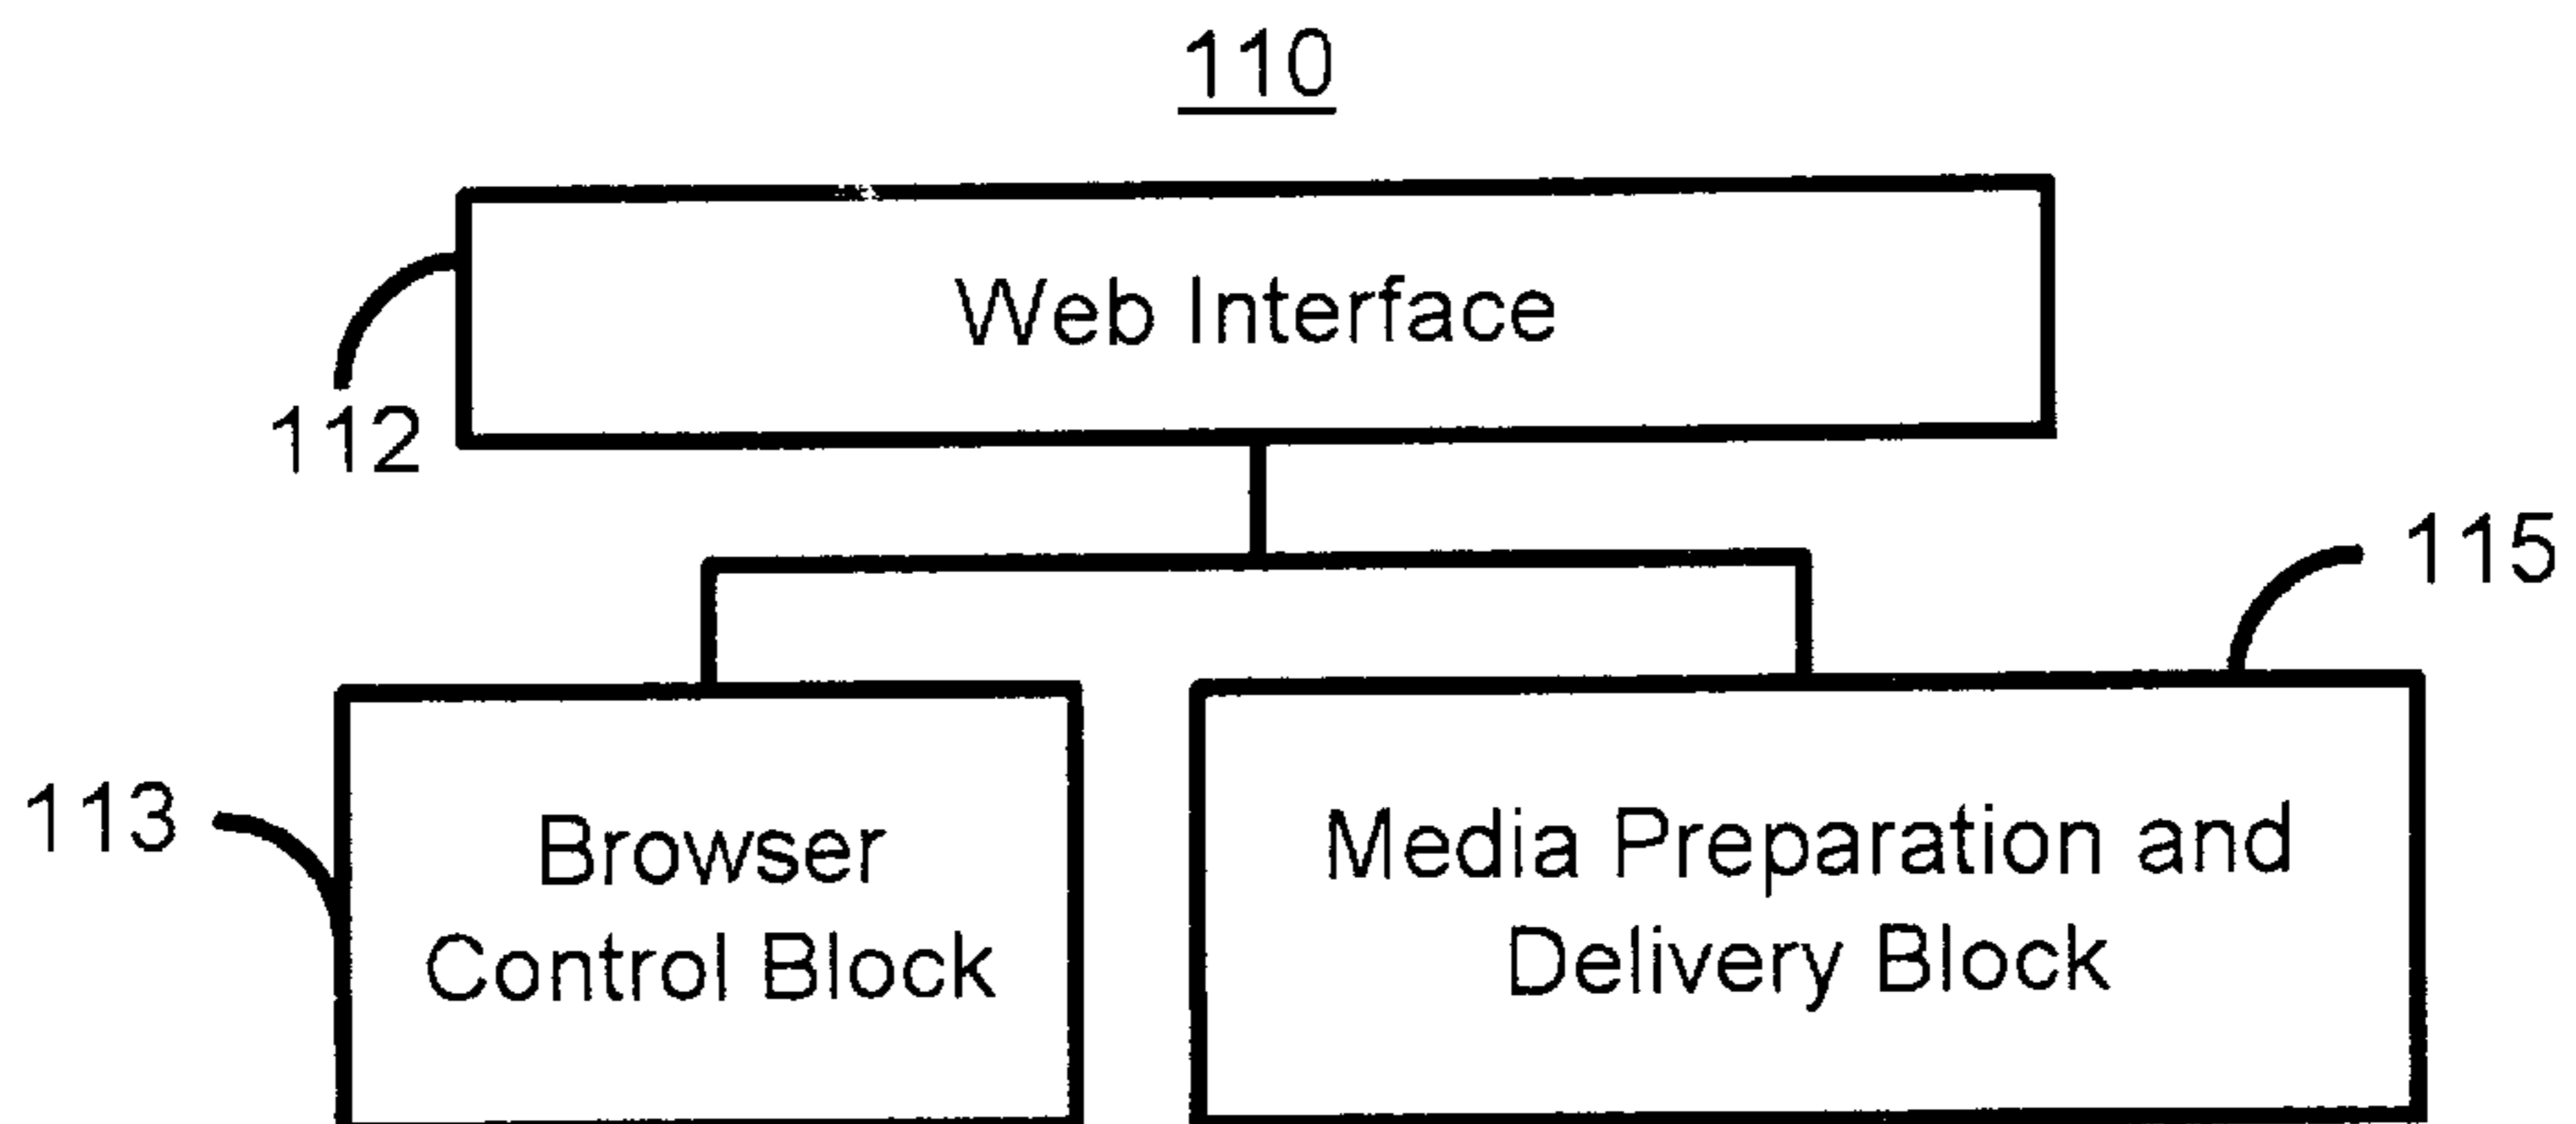 110
Web Interface
112
115
113
Browser
Control Block
Media Preparation and
Delivery Block